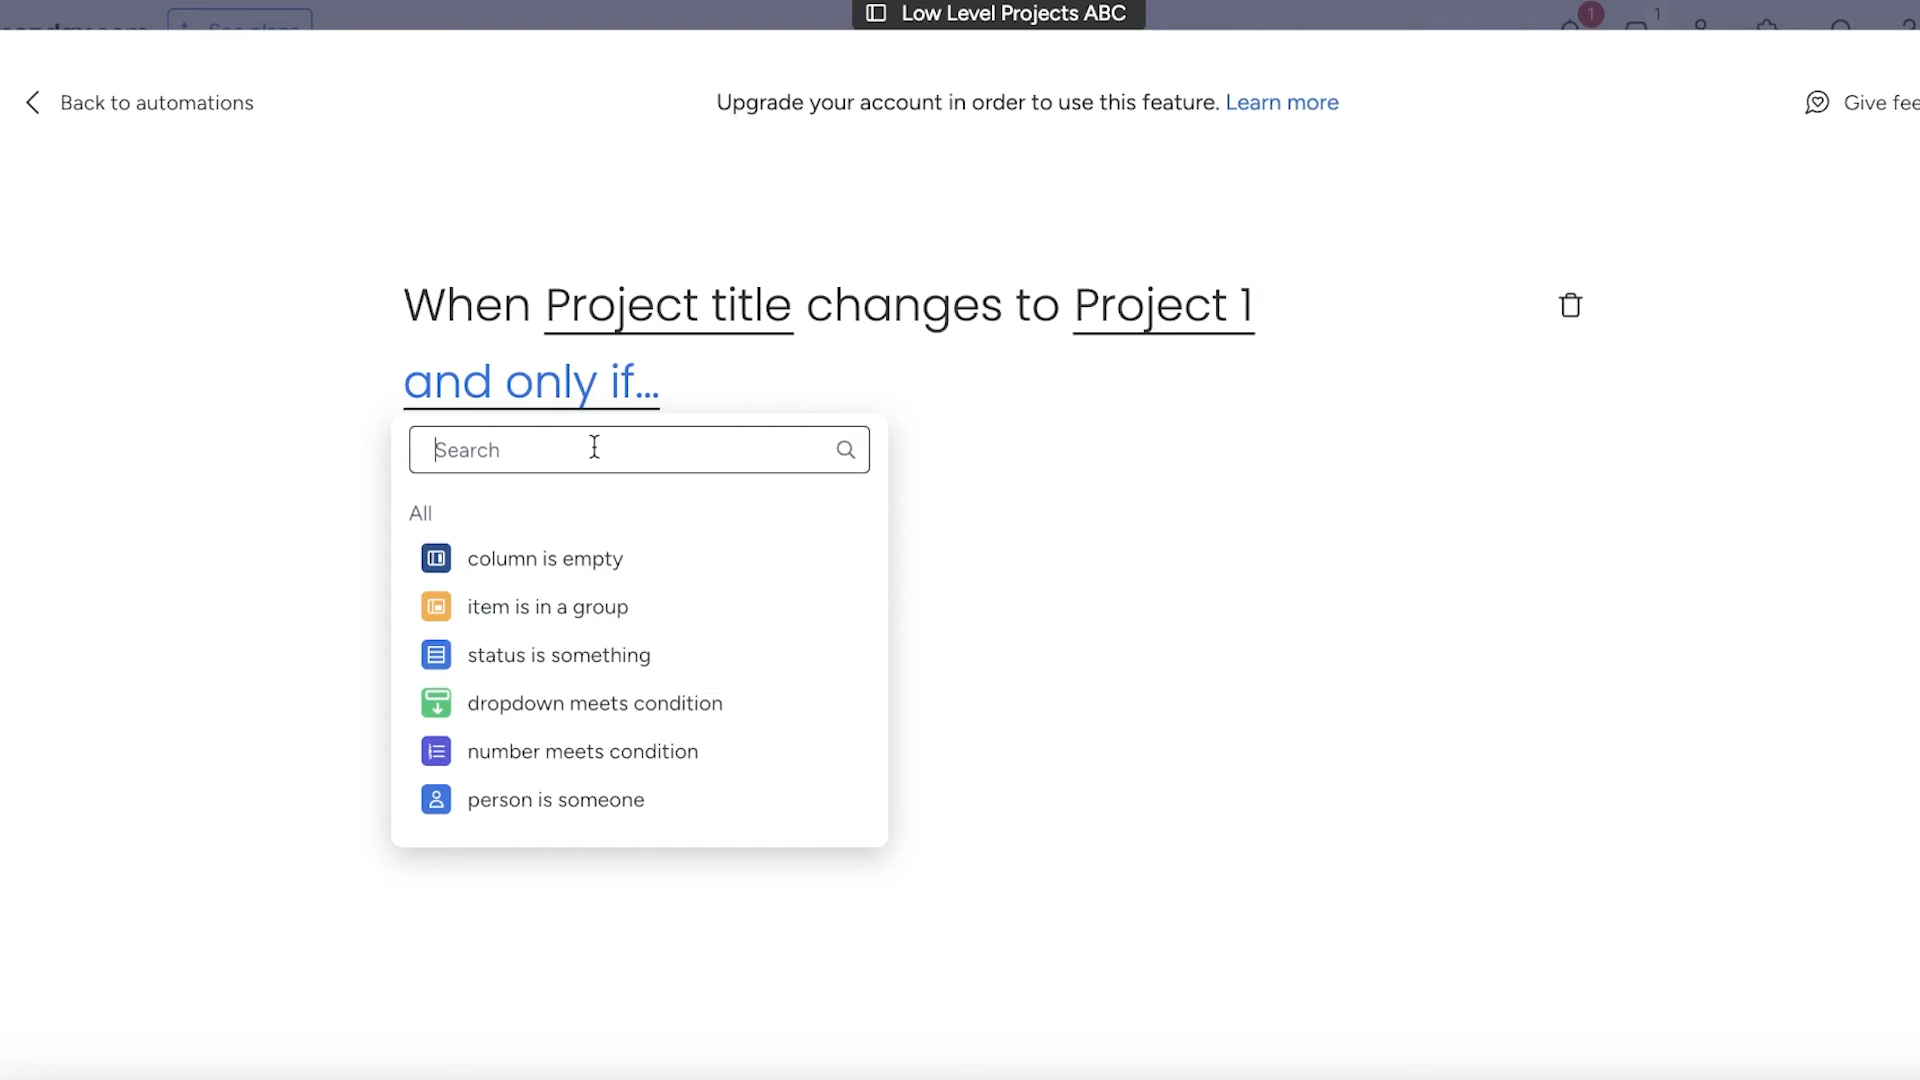 Low Level Projects ABC
1
1
Back to automations
Upgrade your account in order to use this feature. Learn more
Give fee
When Project title changes to Project 1
and only if...
Search
All
column is empty
item is in a group
status is something
dropdown meets condition
number meets condition
person is someone